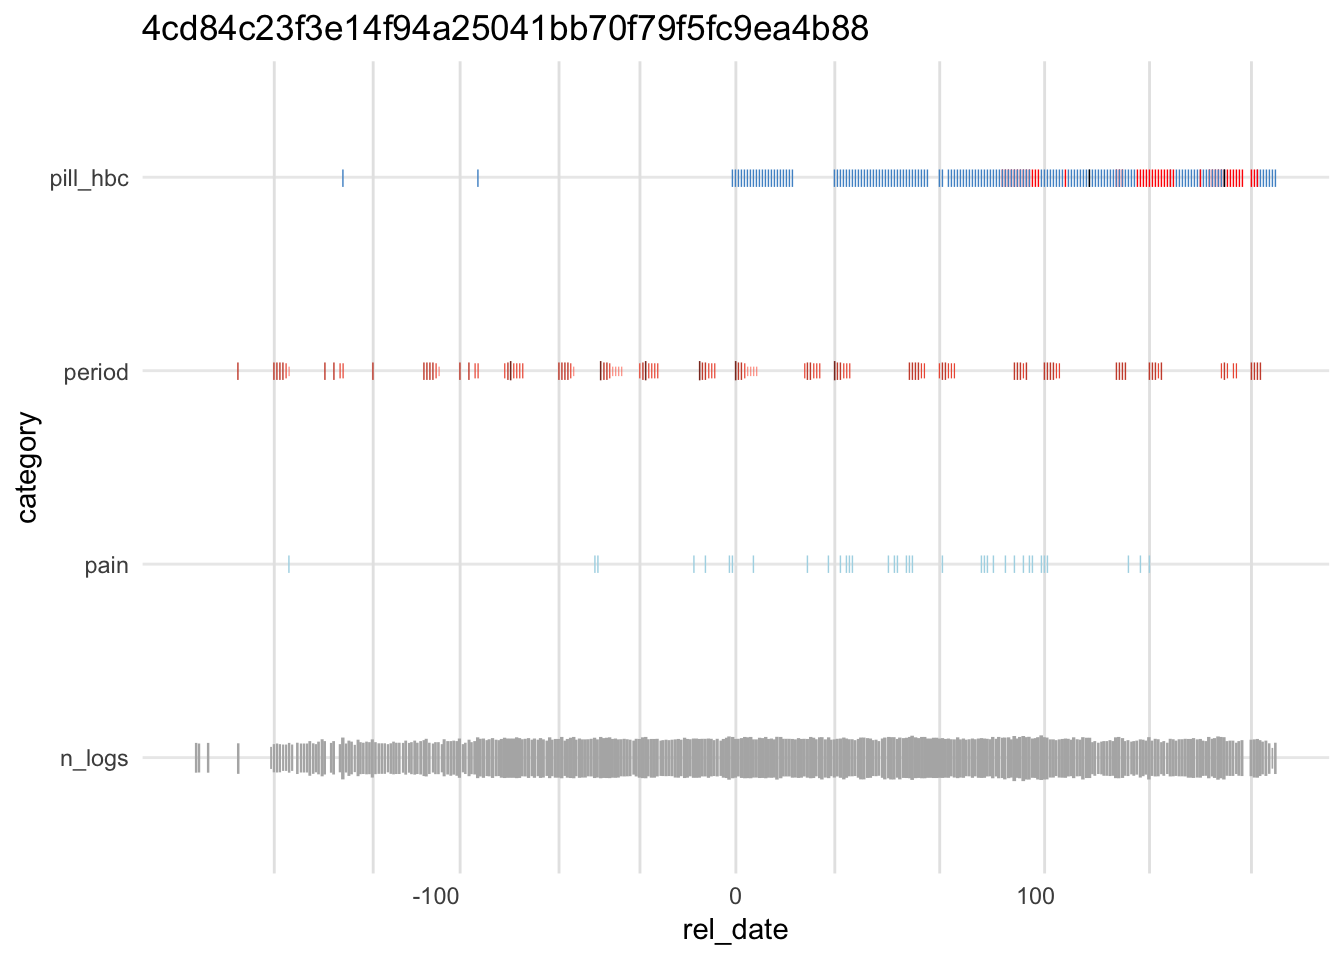 4cd84c23f3e14f94a25041bb70f79f5fc9ea4b88
pill_hbc
period
pain
n_logs
category
-100
0
100
rel_date